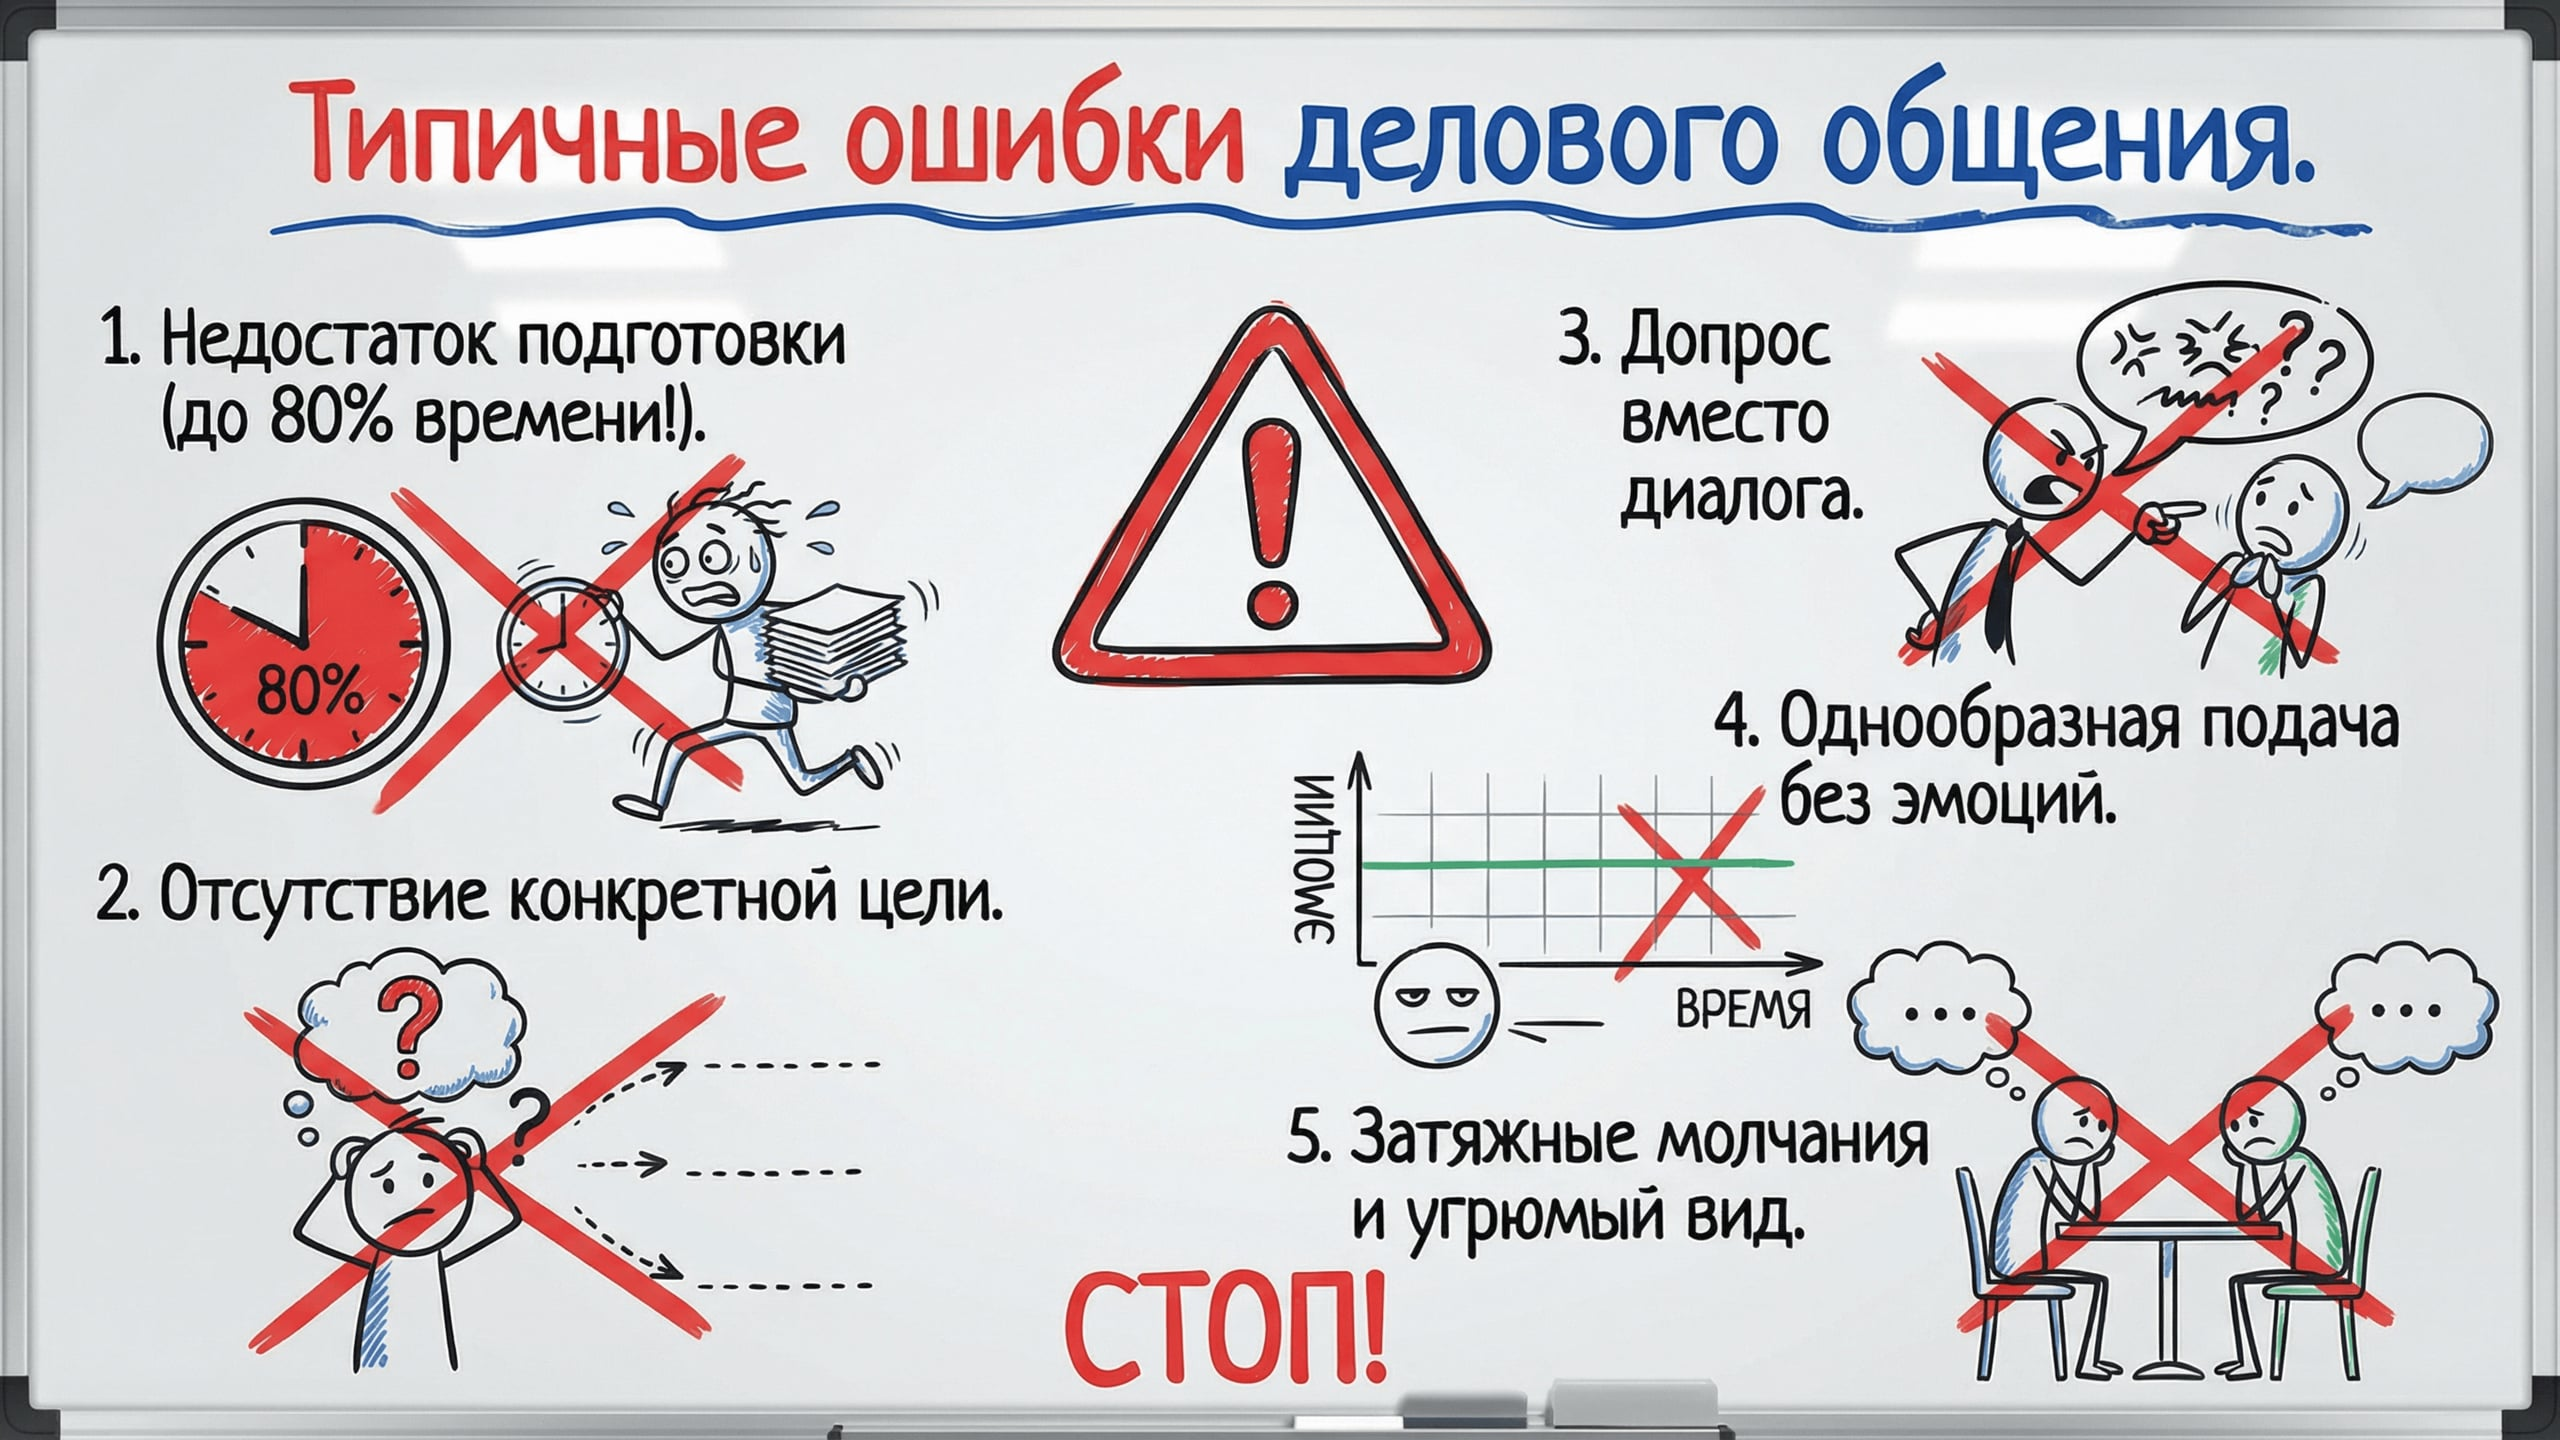 Типичные ошибки делового общения.
1. Недостаток подготовки
(до 80% времени!).
80%
2. Отсутствие конкретной цели.
?
?
3. Допрос
вместо
диалога.
? ? ?
4. Однообразная подача
без эмоций.
ЭМОЦИИ
ВРЕМЯ
...
...
5. Затяжные молчания
и угрюмый вид.
СТОП!